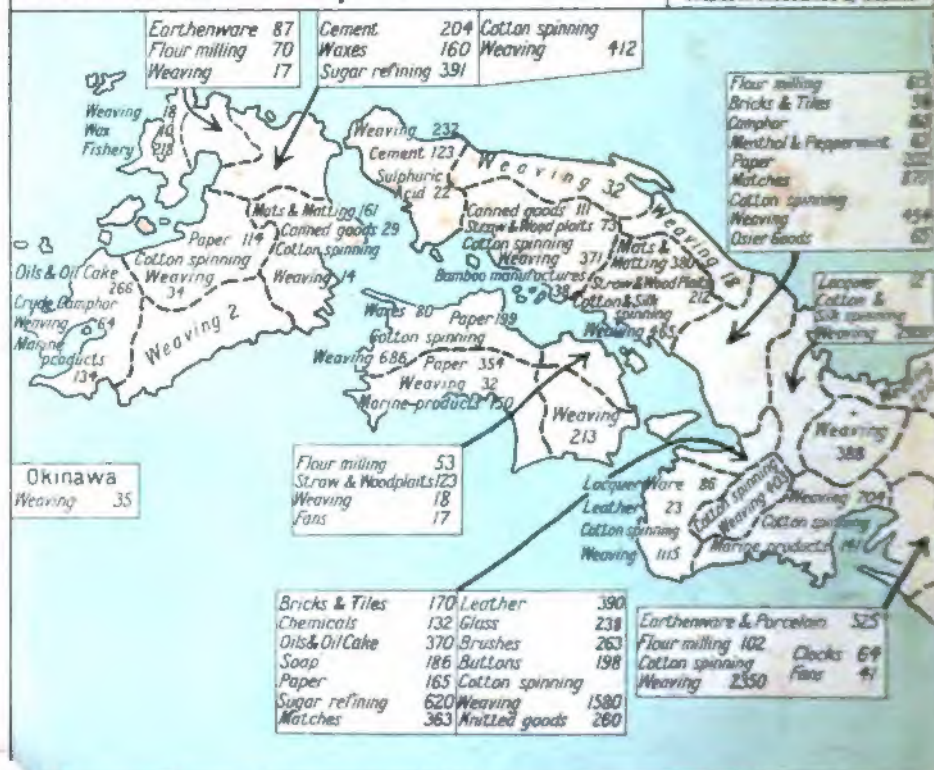 Earthenware 87
Flour milling 70
Weaving 17
Cement 204
Waxes 160
Sugar refining 391
Cotton spinning
Weaving 412
Weaving 18
Wax
Fishery 218
Weaving 232
Cement 123
Sulphuric
Acid 22
Weaving 32
Weaving 18
Flour milling
Bricks & Tiles
Camphor
Menthol & Peppermint
Paper
Matches
Cotton spinning
Weaving 454
Osier Goods
Mats & Matting 161
Canned goods 29
Cotton spinning
Weaving 14
Paper 114
Cotton spinning
Weaving
34
Weaving 2
Oils & Oil Cake
266
Crude Camphor
Weaving 64
Marine
products
134
Canned goods 111
Straw & Wood plaits 73
Cotton spinning
Weaving 371
Bamboo manufactures
38
Mats &
Matting 380
Straw & Wood Plaits
212
Cotton & Silk
spinning
Weaving 465
Lacquer
Cotton &
Silk spinning
Weaving
Waxes 80
Paper 199
Cotton spinning
Weaving 686
Paper 354
Weaving 32
Marine-products 150
Weaving
213
Weaving
388
Okinawa
Weaving 35
Flour milling 53
Straw & Woodplaits 123
Weaving 18
Fans 17
Lacquer Ware 86
Leather 23
Cotton spinning
Weaving 1115
Cotton spinning
Weaving
Weaving 704
Cotton spinning
Marine products 141
Bricks & Tiles 170
Chemicals 132
Oils & Oil Cake 370
Soap 186
Paper 165
Sugar refining 620
Matches 363
Leather 390
Glass 238
Brushes 263
Buttons 198
Cotton spinning
Weaving 1580
Knitted goods 260
Earthenware & Porcelain 525
Flour milling 102
Cotton spinning
Weaving 2350
Clocks 64
Fans 41